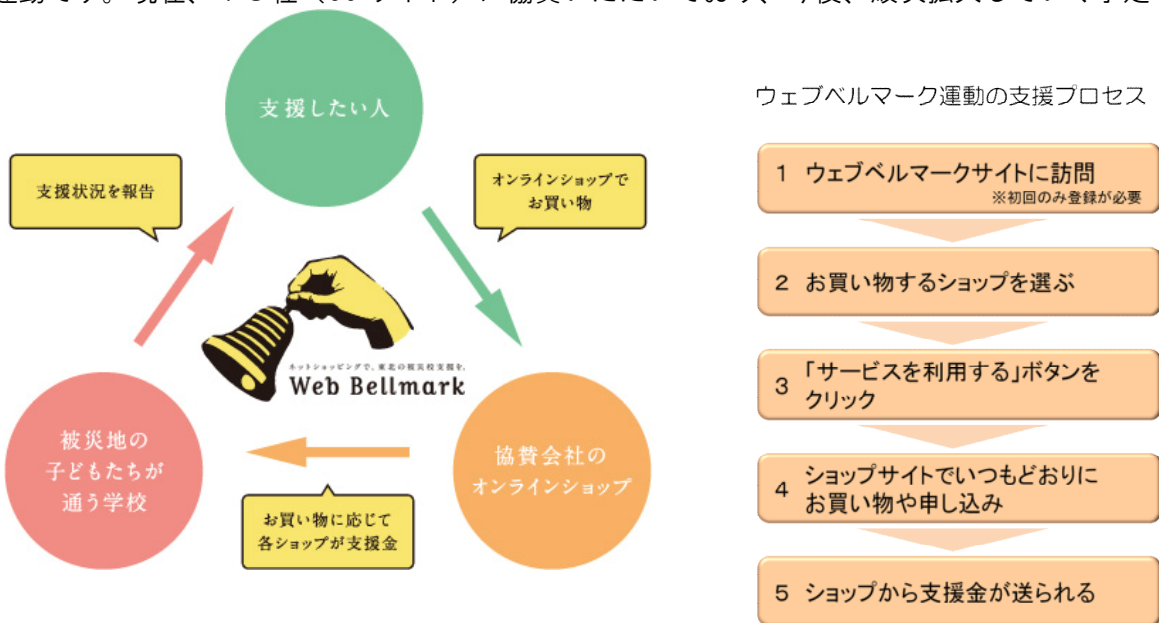 支援したい人
支援状況を報告
オンラインショップで
お買い物
ネットショッピングで、東北の被災校支援を。
Web Bellmark
被災地の
子どもたちが
通う学校
協賛会社の
オンラインショップ
お買い物に応じて
各ショップが支援金
ウェブベルマーク運動の支援プロセス
1 ウェブベルマークサイトに訪問
※初回のみ登録が必要
2 お買い物するショップを選ぶ
3 「サービスを利用する」ボタンを
クリック
4 ショップサイトでいつもどおりに
お買い物や申し込み
5 ショップから支援金が送られる